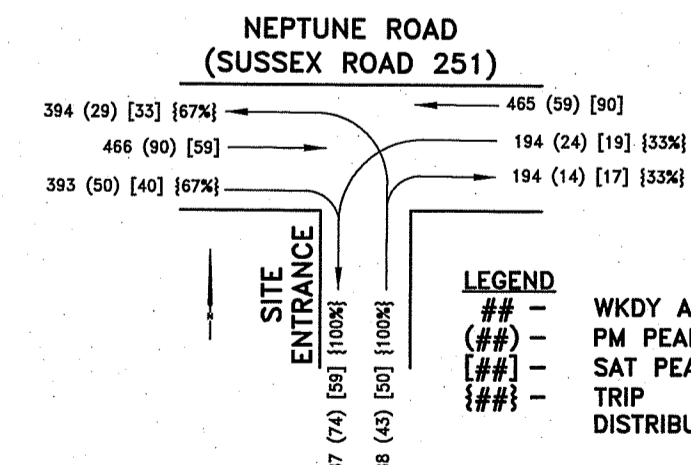 NEPTUNE ROAD
(SUSSEX ROAD 251)
394 (29) [33] {67%}
465 (59) [90]
466 (90) [59]
194 (24) [19] {33%}
393 (50) [40] {67%}
194 (14) [17] {33%}
SITE
ENTRANCE
(74) [59] {100%}
(43) [50] {100%}
LEGEND
## - WKDY A
(##) - PM PEA
[##] - SAT PEA
{##} - TRIP
DISTRIBU
N